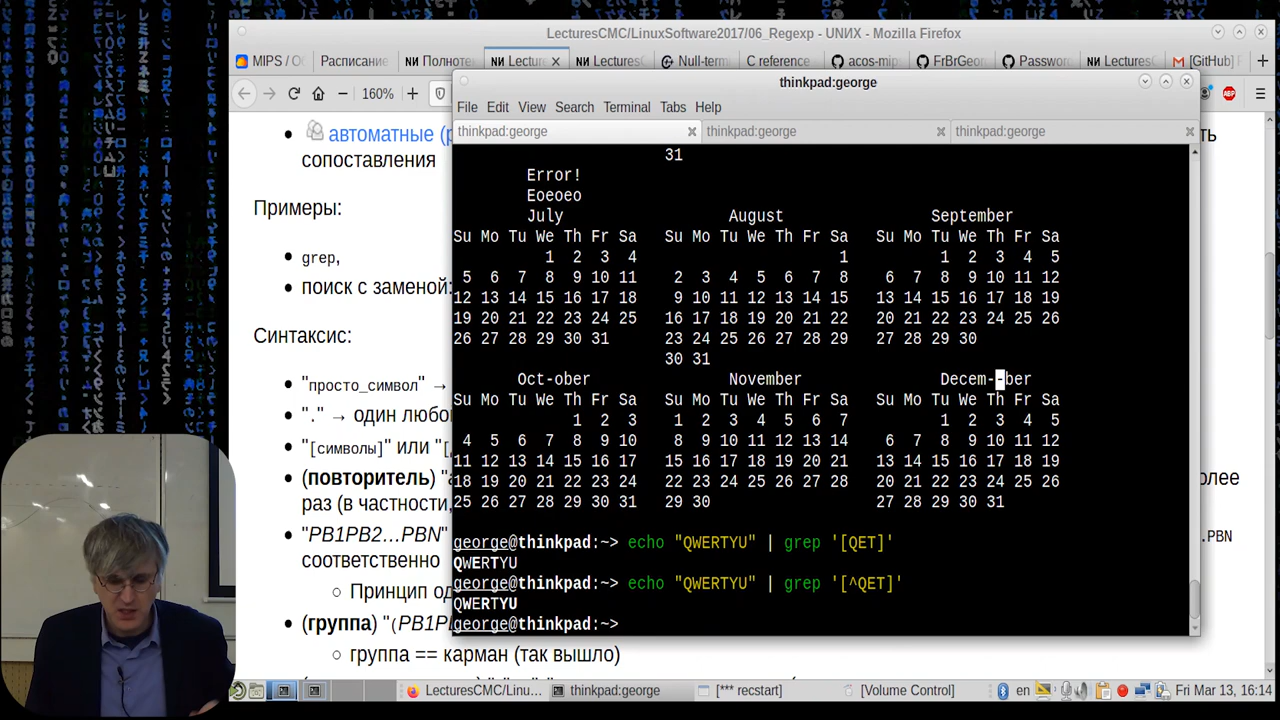 LecturesCMC/LinuxSoftware2017/06_Regexp - UNИX - Mozilla Firefox
MIPS / O
Расписание
Полноте
Lecture
LecturesC
Null-term
C reference
acos-mip
FrBrGeor
Password
LecturesC
[GitHub] P
160%
ABP
thinkpad:george
File Edit View Search Terminal Tabs Help
thinkpad:george
thinkpad:george
thinkpad:george
автоматные (р
ть
сопоставления
Примеры:
grep,
поиск с заменой:
Синтаксис:
"просто_символ" →
"." → один любо
"[символы]" или "[
(повторитель) "а
олее
раз (в частности,
"PB1PB2…PBN"
PBN
соответственно
Принцип од
(группа) "(PB1P
группа == карман (так вышло)
31
Error!
Eoeoeo
July August September
Su Mo Tu We Th Fr Sa Su Mo Tu We Th Fr Sa Su Mo Tu We Th Fr Sa
1 2 3 4 1 1 2 3 4 5
5 6 7 8 9 10 11 2 3 4 5 6 7 8 6 7 8 9 10 11 12
12 13 14 15 16 17 18 9 10 11 12 13 14 15 13 14 15 16 17 18 19
19 20 21 22 23 24 25 16 17 18 19 20 21 22 20 21 22 23 24 25 26
26 27 28 29 30 31 23 24 25 26 27 28 29 27 28 29 30
30 31
Oct-ober November Decem--ber
Su Mo Tu We Th Fr Sa Su Mo Tu We Th Fr Sa Su Mo Tu We Th Fr Sa
1 2 3 1 2 3 4 5 6 7 1 2 3 4 5
4 5 6 7 8 9 10 8 9 10 11 12 13 14 6 7 8 9 10 11 12
11 12 13 14 15 16 17 15 16 17 18 19 20 21 13 14 15 16 17 18 19
18 19 20 21 22 23 24 22 23 24 25 26 27 28 20 21 22 23 24 25 26
25 26 27 28 29 30 31 29 30 27 28 29 30 31
george@thinkpad:~> echo "QWERTYU" | grep '[QET]'
QWERTYU
george@thinkpad:~> echo "QWERTYU" | grep '[^QET]'
QWERTYU
george@thinkpad:~>
LecturesCMC/Linu...
thinkpad:george
[*** recstart]
[Volume Control]
en
Fri Mar 13, 16:14